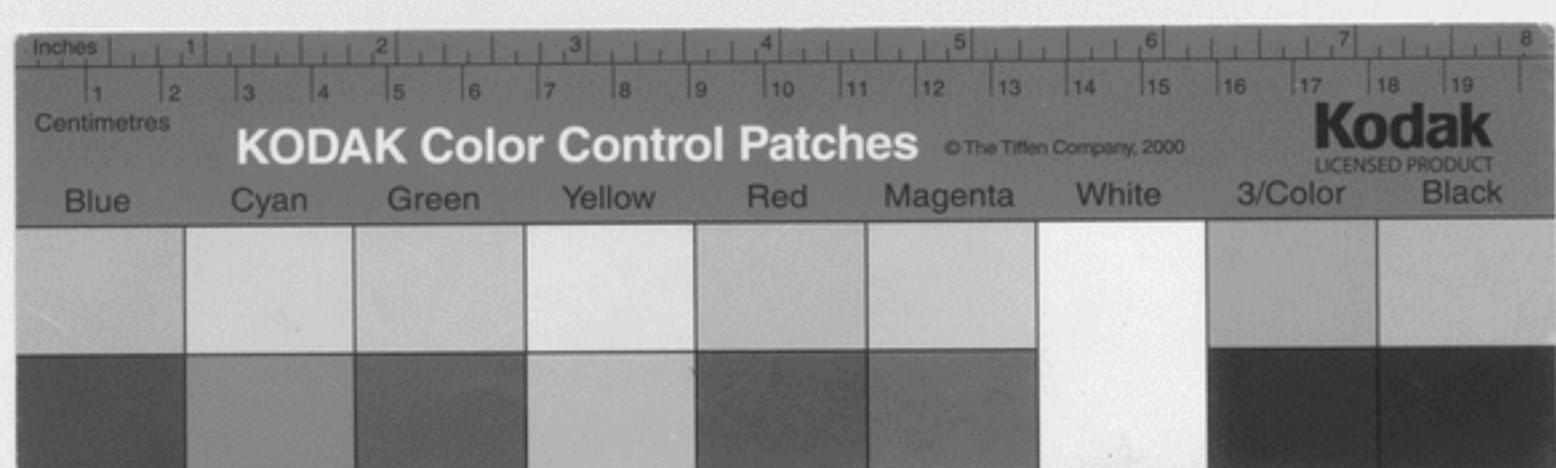 Inches 1 2 3 4 5 6 7 8
1 2 3 4 5 6 7 8 9 10 11 12 13 14 15 16 17 18 19
Centimetres
KODAK Color Control Patches © The Tiffen Company, 2000 Kodak
LICENSED PRODUCT
Blue Cyan Green Yellow Red Magenta White 3/Color Black